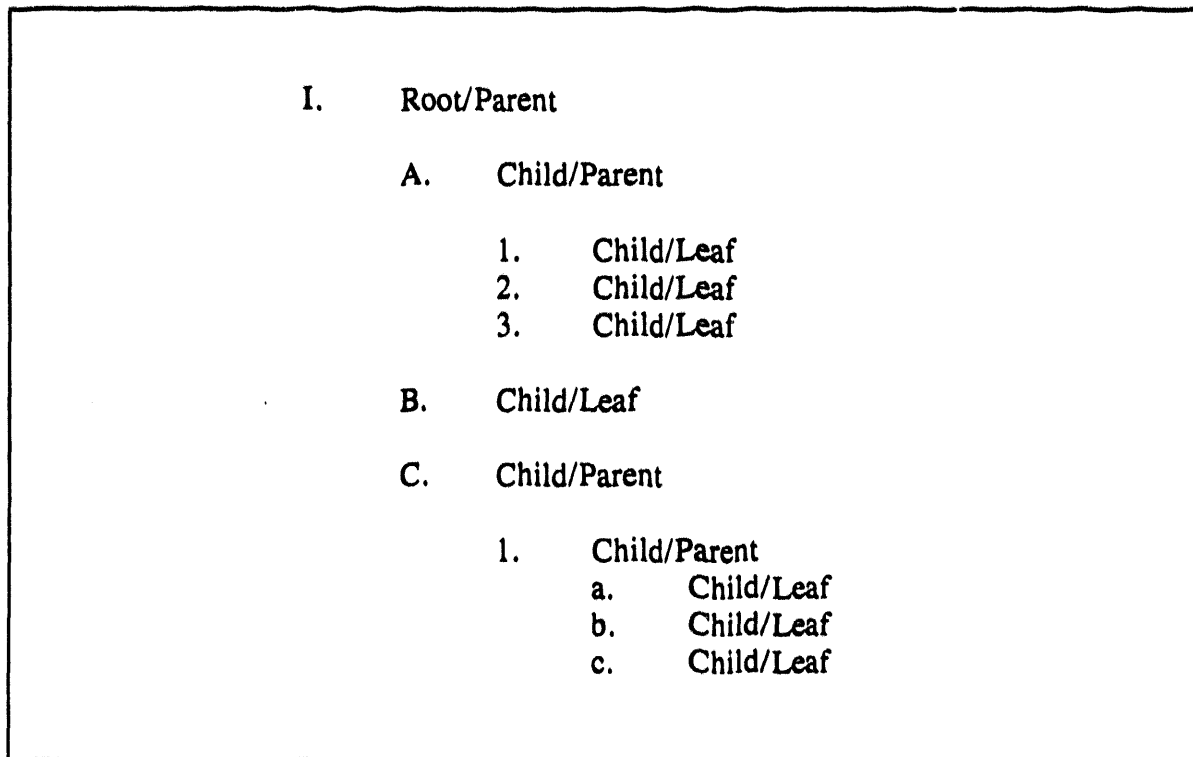 I. Root/Parent
A. Child/Parent
1. Child/Leaf
2. Child/Leaf
3. Child/Leaf
B. Child/Leaf
C. Child/Parent
1. Child/Parent
a. Child/Leaf
b. Child/Leaf
c. Child/Leaf